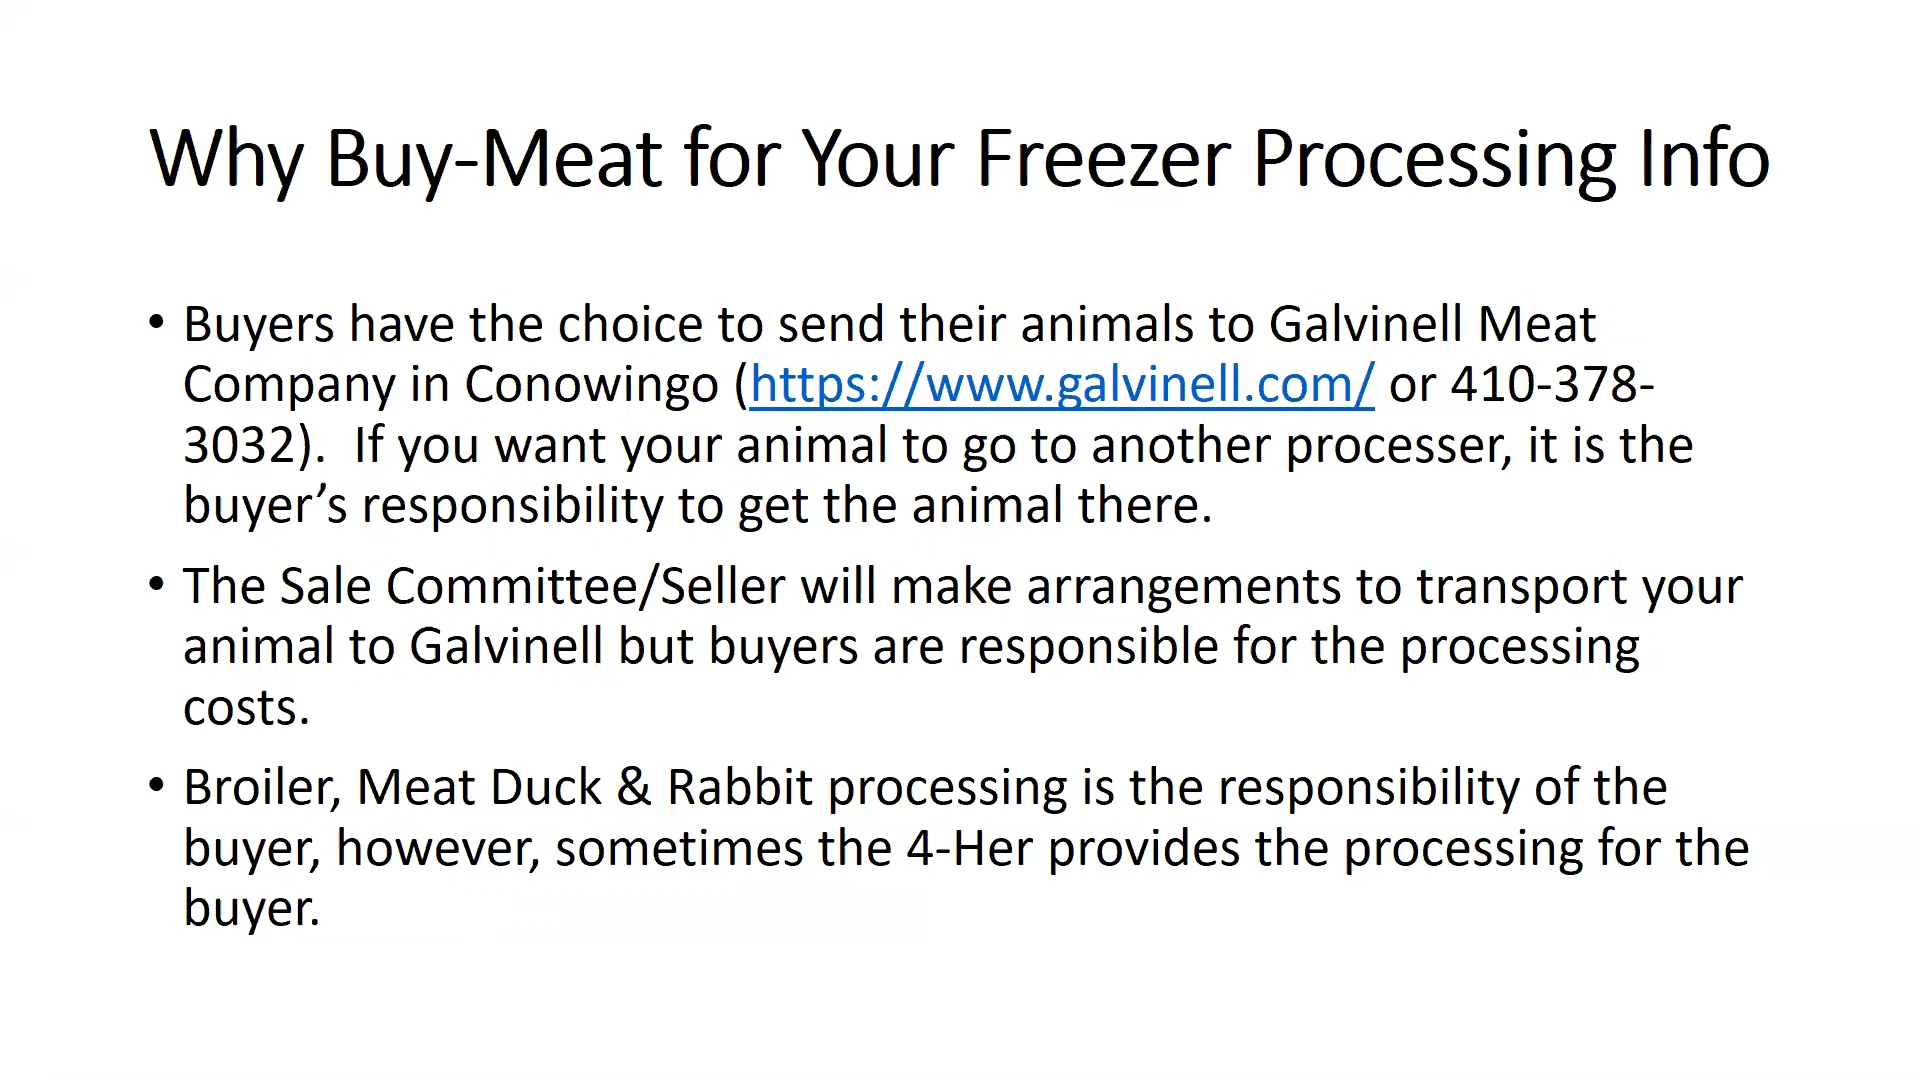 Why Buy-Meat for Your Freezer Processing Info
• Buyers have the choice to send their animals to Galvinell Meat
Company in Conowingo (https://www.galvinell.com/ or 410-378-
3032).  If you want your animal to go to another processer, it is the
buyer’s responsibility to get the animal there.
• The Sale Committee/Seller will make arrangements to transport your
animal to Galvinell but buyers are responsible for the processing
costs.
• Broiler, Meat Duck & Rabbit processing is the responsibility of the
buyer, however, sometimes the 4-Her provides the processing for the
buyer.